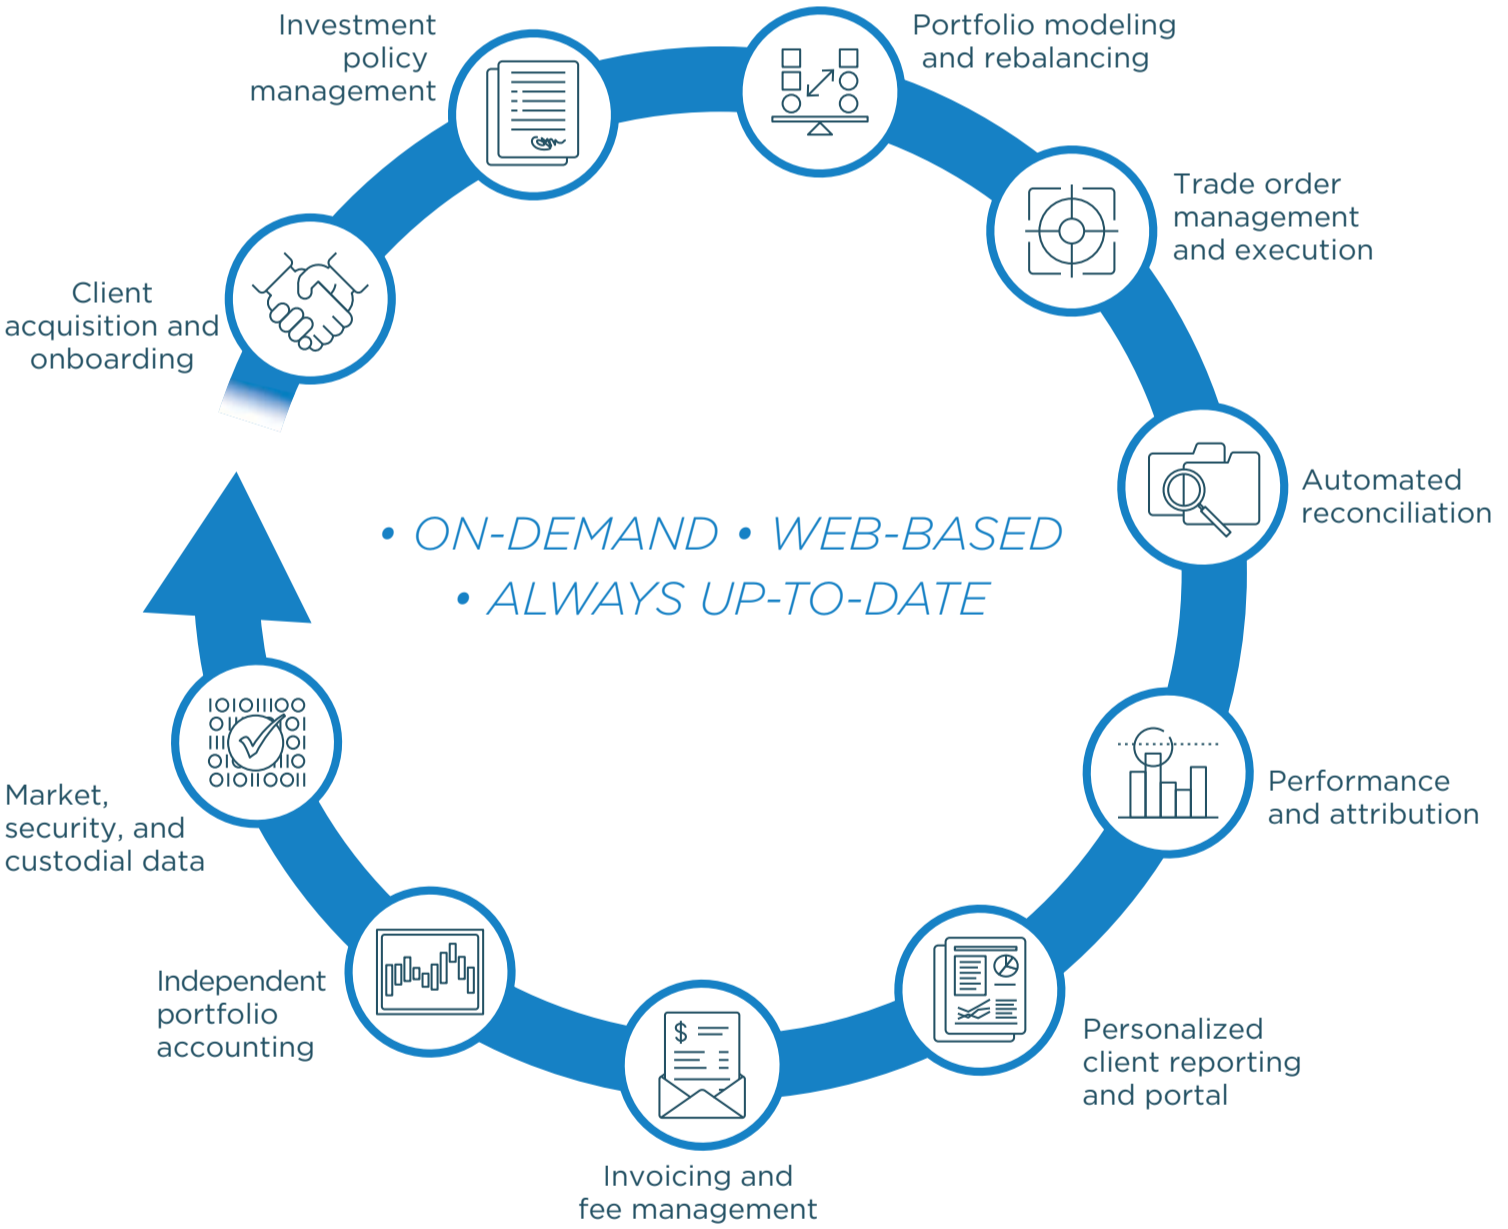 Investment
policy
management
Portfolio modeling
and rebalancing
Trade order
management
and execution
Client
acquisition and
onboarding
Automated
reconciliation
• ON-DEMAND • WEB-BASED
• ALWAYS UP-TO-DATE
Performance
and attribution
Market,
security, and
custodial data
Independent
portfolio
accounting
$
Personalized
client reporting
and portal
Invoicing and
fee management